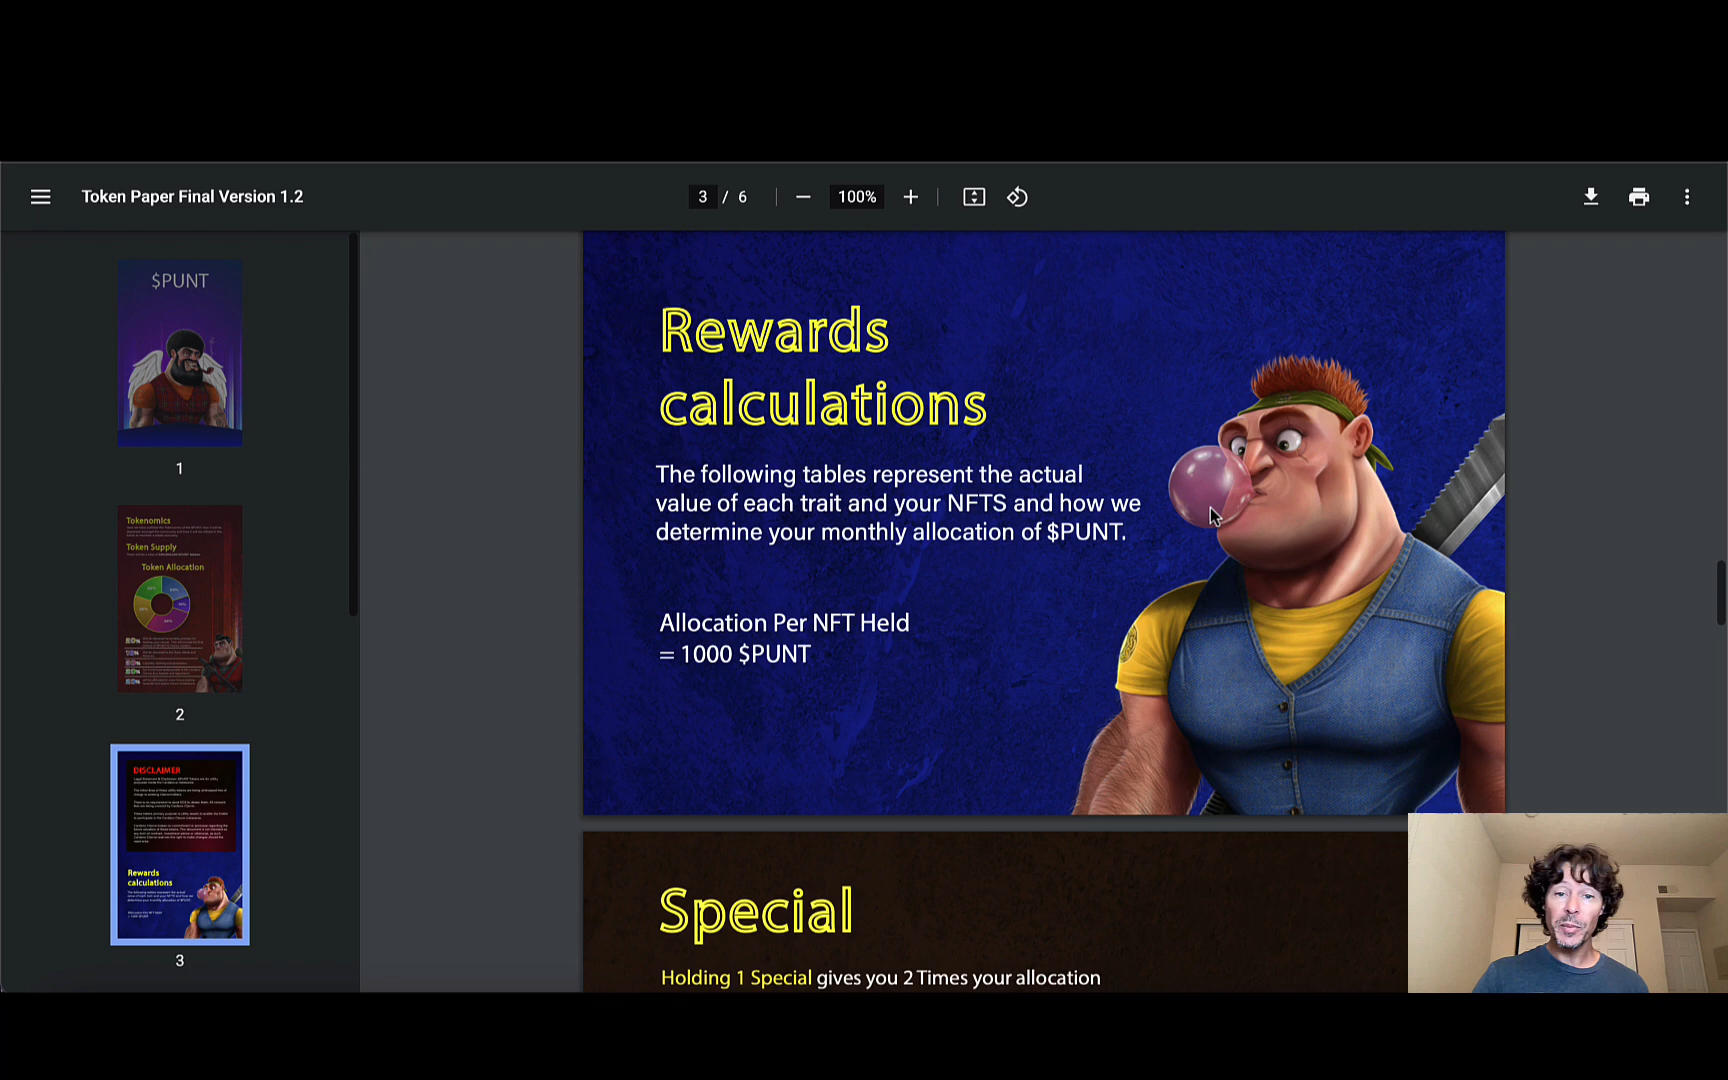 Token Paper Final Version 1.2
3 / 6
100%
$PUNT
1
Tokenomics
Token Supply
Token Allocation
2
DISCLAIMER
Rewards
calculations
3
Rewards
calculations
The following tables represent the actual
value of each trait and your NFTS and how we
determine your monthly allocation of $PUNT.
Allocation Per NFT Held
= 1000 $PUNT
Special
Holding 1 Special gives you 2 Times your allocation